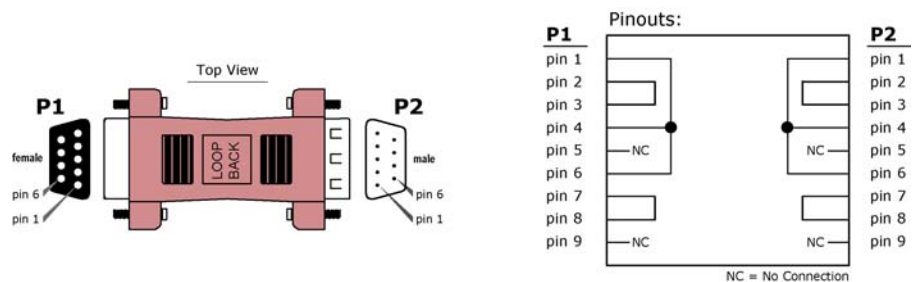 Top View
P1
P2
female
male
LOOP
BACK
pin 6
pin 1
pin 6
pin 1
Pinouts:
P1
P2
pin 1
pin 1
pin 2
pin 2
pin 3
pin 3
pin 4
pin 4
pin 5
NC
NC
pin 5
pin 6
pin 6
pin 7
pin 7
pin 8
pin 8
pin 9
NC
NC
pin 9
NC = No Connection